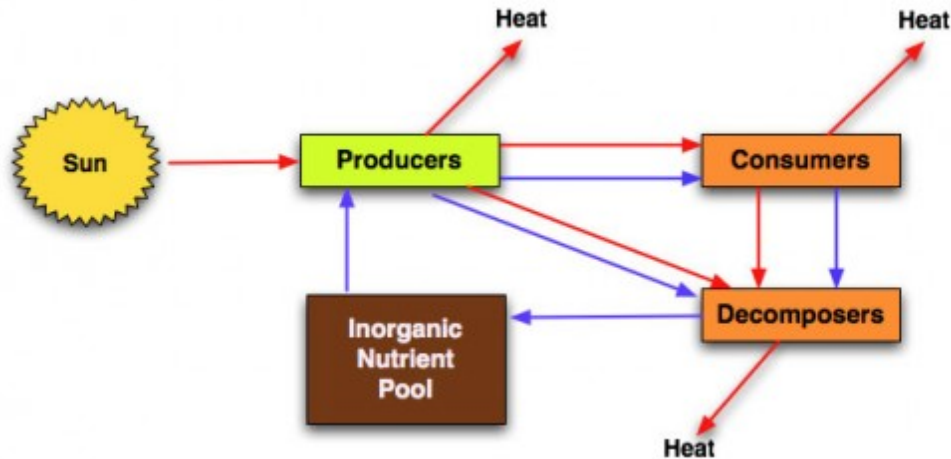 Heat
Heat
Sun
Producers
Consumers
Inorganic
Nutrient
Pool
Decomposers
Heat